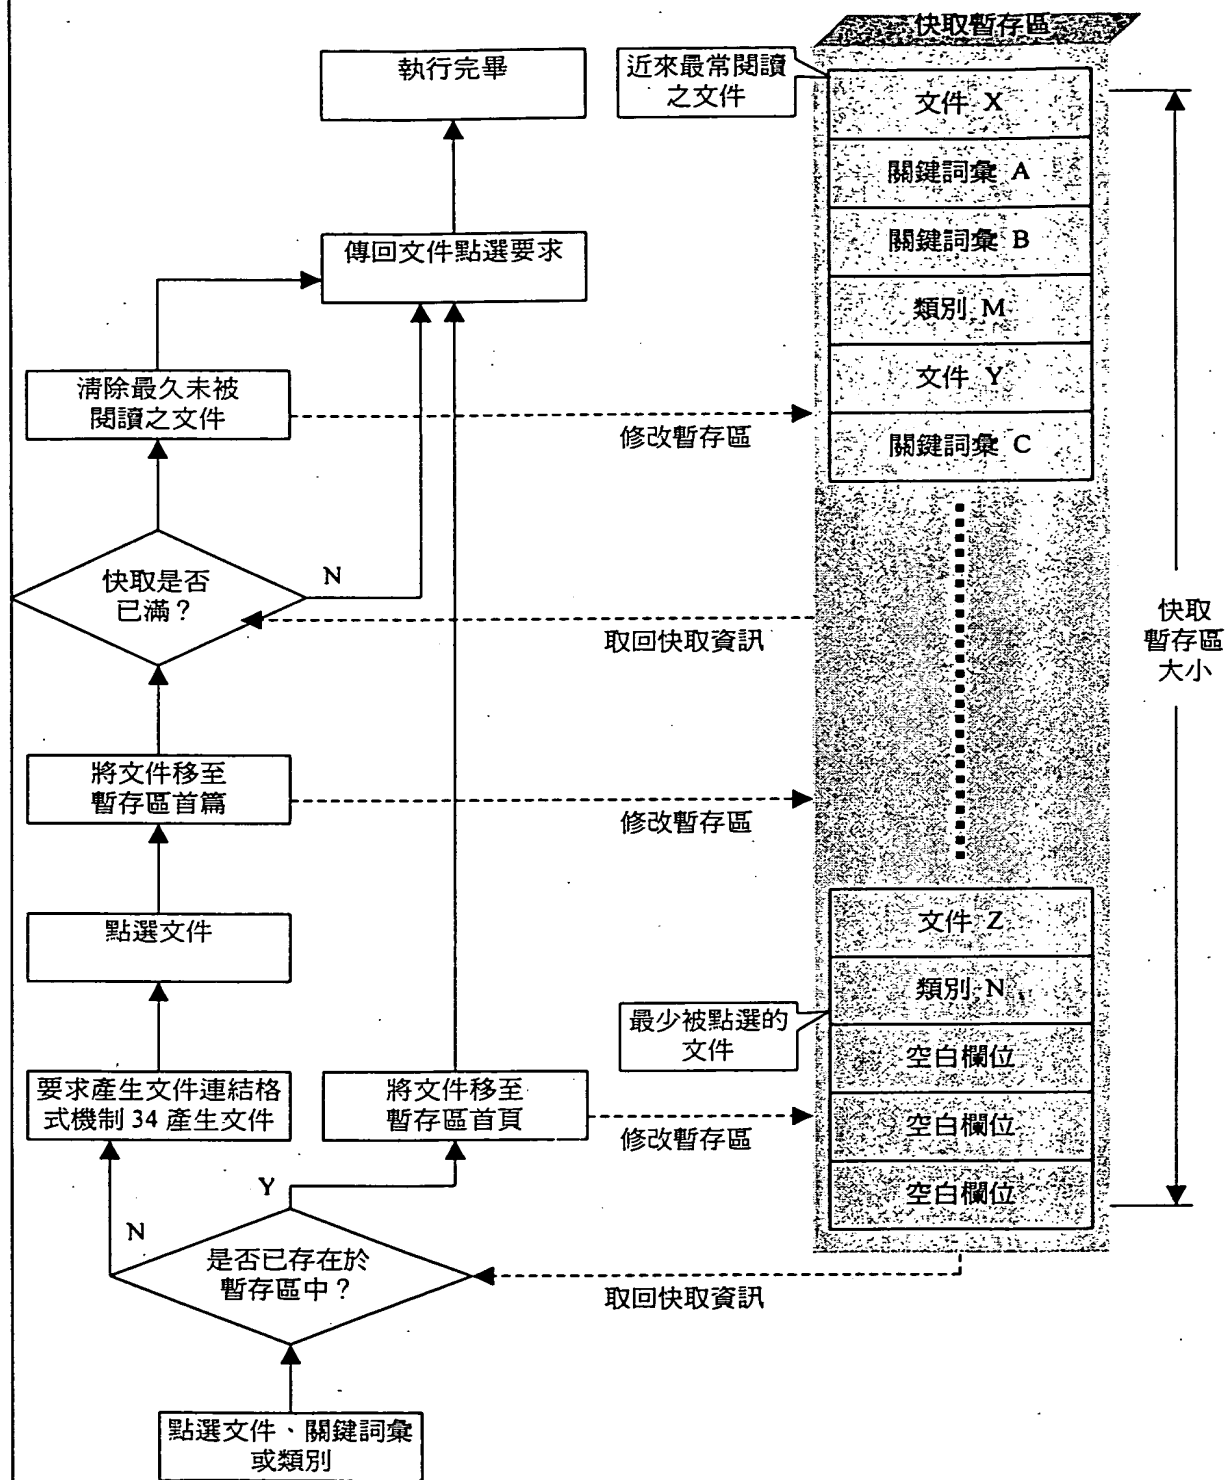 快取暫存區
執行完畢
近來最常閱讀
之文件
文件 X
關鍵詞彙 A
關鍵詞彙 B
類別 M
文件 Y
關鍵詞彙 C
傳回文件點選要求
清除最久未被
閱讀之文件
修改暫存區
快取是否
已滿？
N
取回快取資訊
快取
暫存區
大小
將文件移至
暫存區首篇
修改暫存區
點選文件
文件 Z
類別 N
空白欄位
空白欄位
空白欄位
最少被點選的
文件
要求產生文件連結格
式機制 34 產生文件
將文件移至
暫存區首頁
修改暫存區
Y
N
是否已存在於
暫存區中？
取回快取資訊
點選文件、關鍵詞彙
或類別